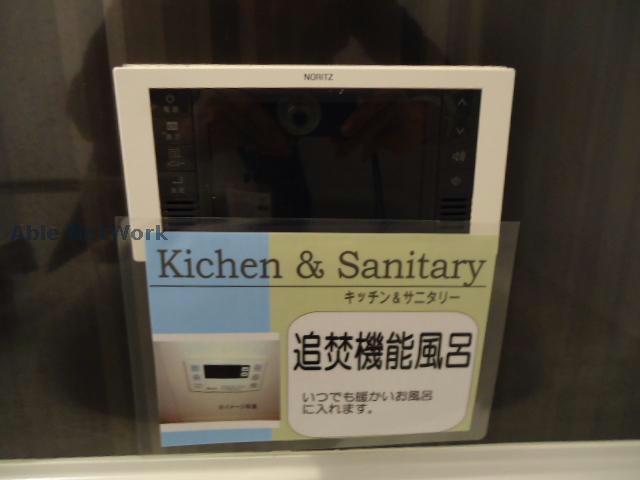 NORITZ
Able NetWork
Kichen & Sanitary
キッチン&サニタリー
追焚機能風呂
いつでも暖かいお風呂
に入れます。